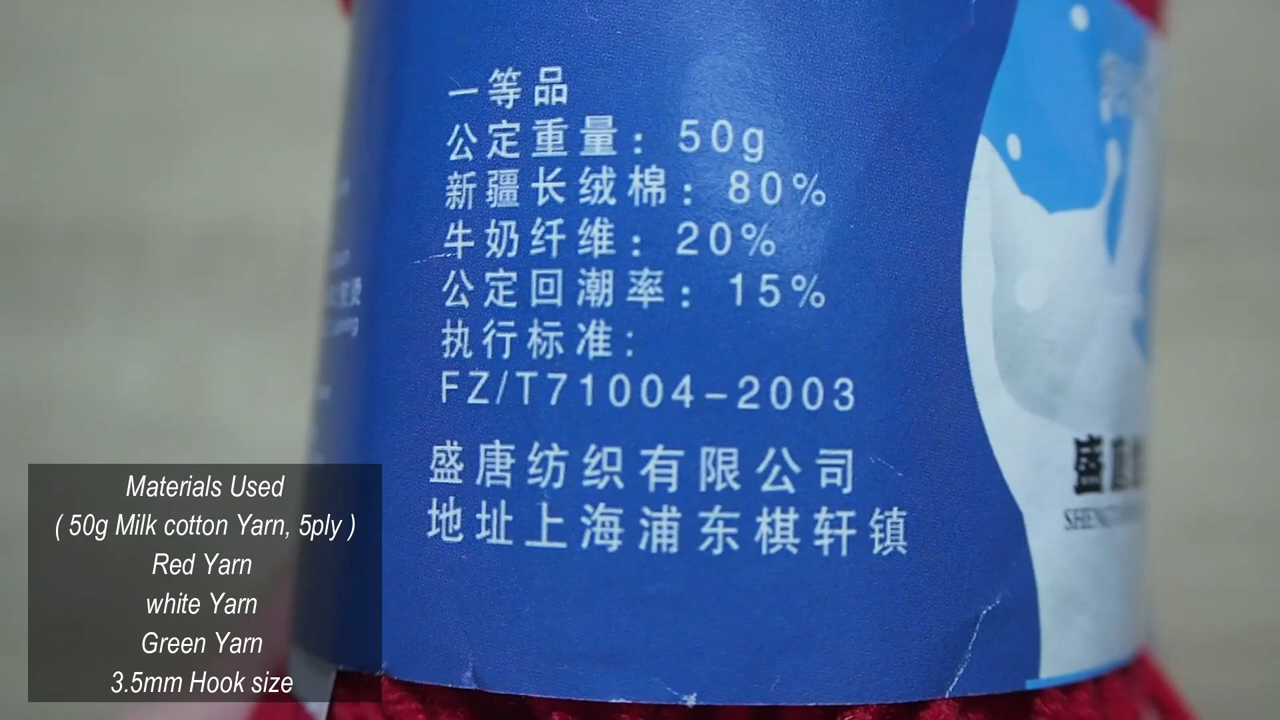 一等品
公定重量：50g
新疆长绒棉：80%
牛奶纤维：20%
公定回潮率：15%
执行标准：
FZ/T71004-2003
盛唐纺织有限公司
地址上海浦东棋轩镇
盛
Materials Used
( 50g Milk cotton Yarn, 5ply )
Red Yarn
white Yarn
Green Yarn
3.5mm Hook size